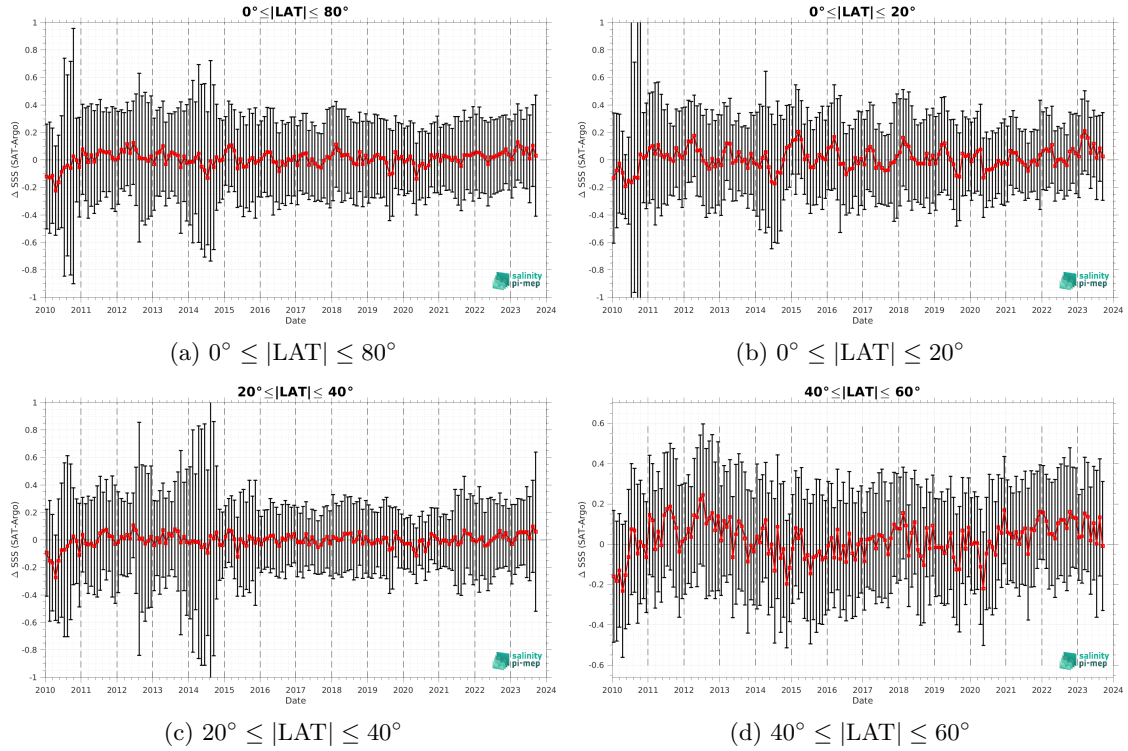 0°≤|LAT|≤ 80°
1
0.8
0.6
0.4
0.2
0
-0.2
-0.4
-0.6
-0.8
-1
Δ SSS (SAT-Argo)
2010 2011 2012 2013 2014 2015 2016 2017 2018 2019 2020 2021 2022 2023 2024
Date
salinity
pi-mep
(a) 0° ≤ |LAT| ≤ 80°
0°≤|LAT|≤ 20°
1
0.8
0.6
0.4
0.2
0
-0.2
-0.4
-0.6
-0.8
-1
Δ SSS (SAT-Argo)
2010 2011 2012 2013 2014 2015 2016 2017 2018 2019 2020 2021 2022 2023 2024
Date
salinity
pi-mep
(b) 0° ≤ |LAT| ≤ 20°
20°≤|LAT|≤ 40°
1
0.8
0.6
0.4
0.2
0
-0.2
-0.4
-0.6
-0.8
-1
Δ SSS (SAT-Argo)
2010 2011 2012 2013 2014 2015 2016 2017 2018 2019 2020 2021 2022 2023 2024
Date
salinity
pi-mep
(c) 20° ≤ |LAT| ≤ 40°
40°≤|LAT|≤ 60°
0.6
0.4
0.2
0
-0.2
-0.4
-0.6
Δ SSS (SAT-Argo)
2010 2011 2012 2013 2014 2015 2016 2017 2018 2019 2020 2021 2022 2023 2024
Date
salinity
pi-mep
(d) 40° ≤ |LAT| ≤ 60°